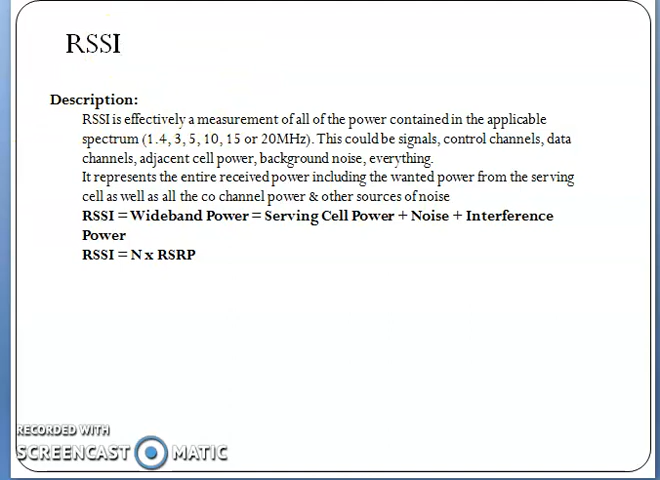 RSSI
Description:
RSSI is effectively a measurement of all of the power contained in the applicable
spectrum (1.4, 3, 5, 10, 15 or 20MHz). This could be signals, control channels, data
channels, adjacent cell power, background noise, everything.
It represents the entire received power including the wanted power from the serving
cell as well as all the co channel power & other sources of noise
RSSI = Wideband Power = Serving Cell Power + Noise + Interference
Power
RSSI = N x RSRP
RECORDED WITH
SCREENCAST MATIC